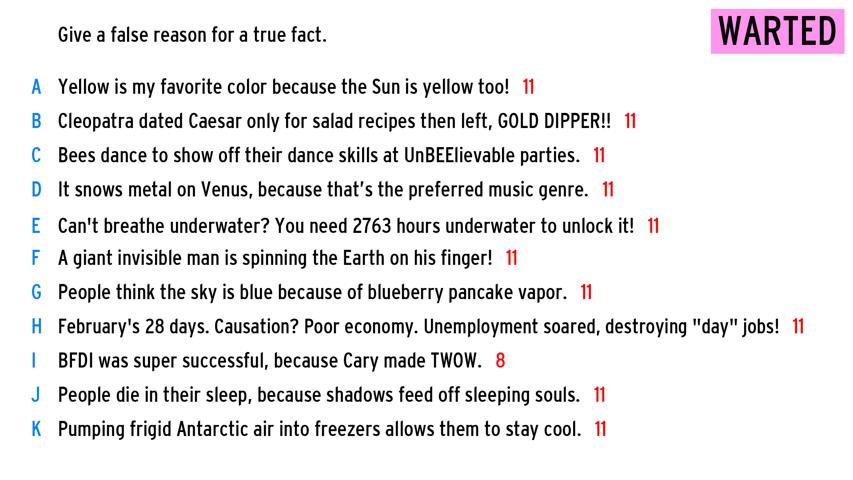 Give a false reason for a true fact.
WARTED
A Yellow is my favorite color because the Sun is yellow too! 11
B Cleopatra dated Caesar only for salad recipes then left, GOLD DIPPER!! 11
C Bees dance to show off their dance skills at UnBEElievable parties. 11
D It snows metal on Venus, because that's the preferred music genre. 11
E Can't breathe underwater? You need 2763 hours underwater to unlock it! 11
F A giant invisible man is spinning the Earth on his finger! 11
G People think the sky is blue because of blueberry pancake vapor. 11
H February's 28 days. Causation? Poor economy. Unemployment soared, destroying "day" jobs! 11
I BFDI was super successful, because Cary made TWOW. 8
J People die in their sleep, because shadows feed off sleeping souls. 11
K Pumping frigid Antarctic air into freezers allows them to stay cool. 11